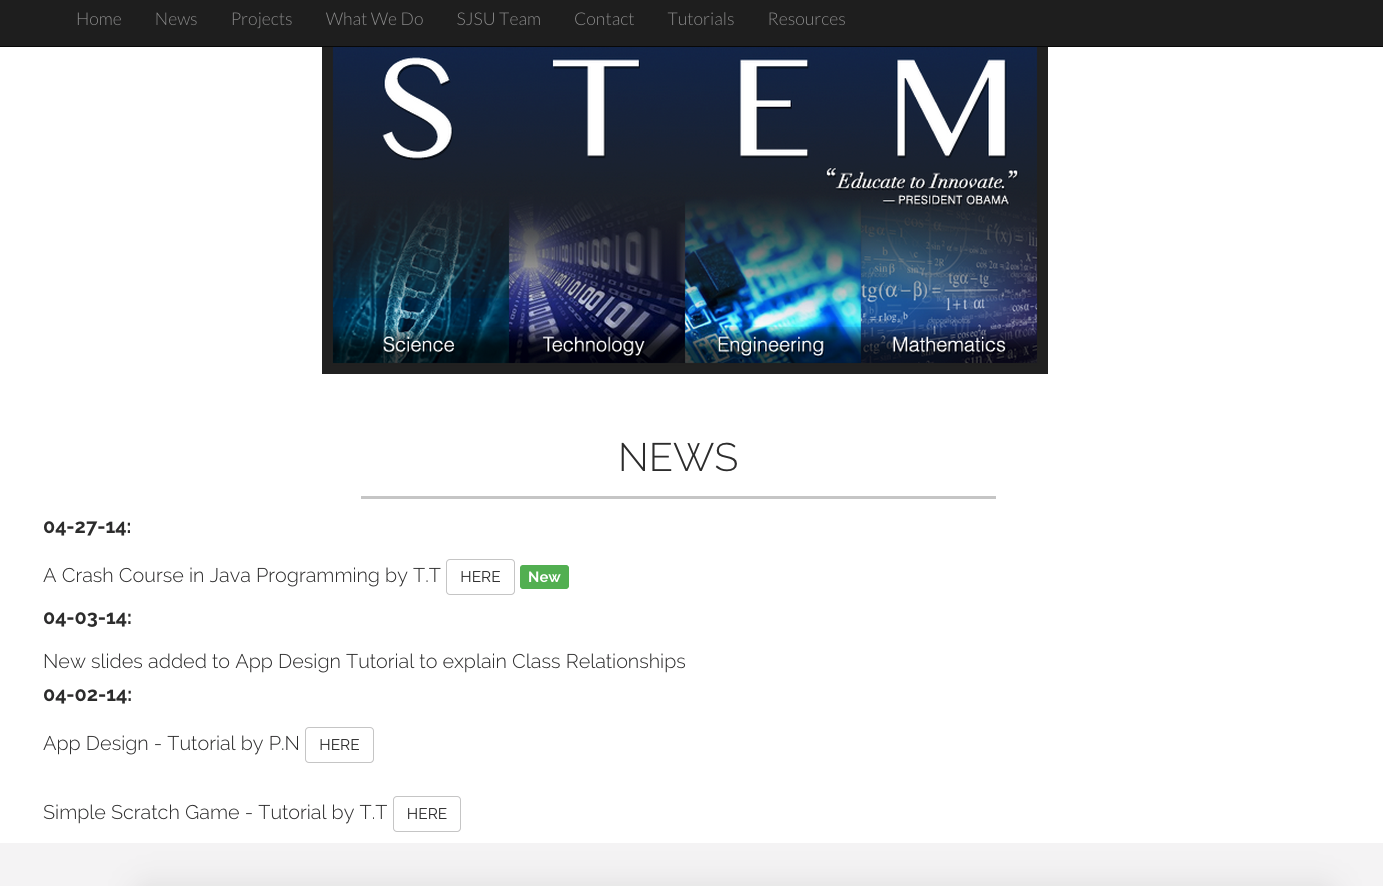 Home News Projects What We Do SJSU Team Contact Tutorials Resources
S T E M
“Educate to Innovate.”
— PRESIDENT OBAMA
Science Technology Engineering Mathematics
NEWS
04-27-14:
A Crash Course in Java Programming by T.T HERE New
04-03-14:
New slides added to App Design Tutorial to explain Class Relationships
04-02-14:
App Design - Tutorial by P.N HERE
Simple Scratch Game - Tutorial by T.T HERE